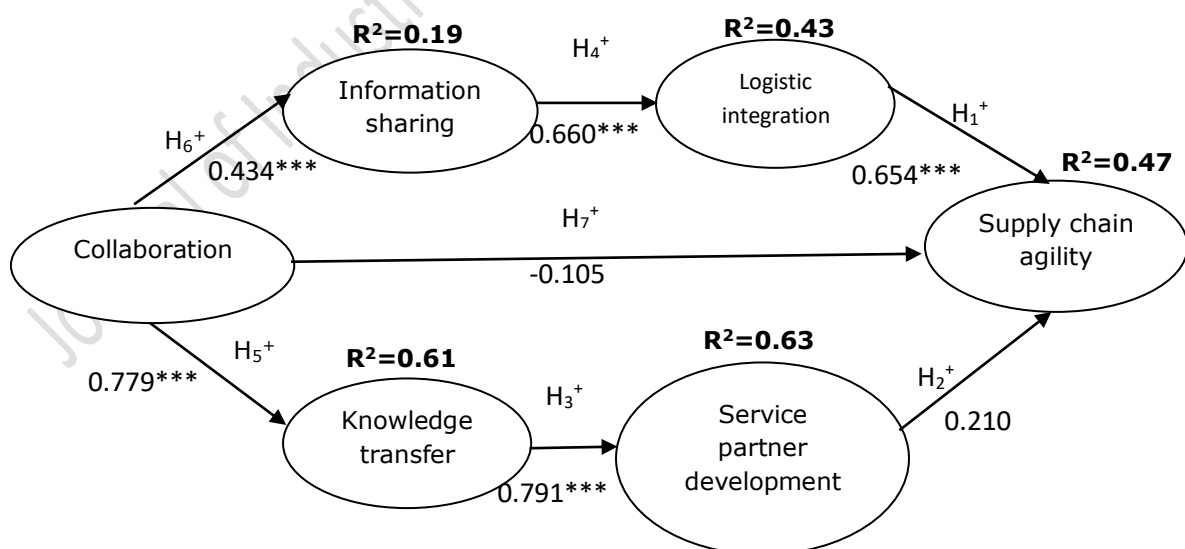 R²=0.19
H₄⁺
R²=0.43
Information
sharing
Logistic
integration
H₁⁺
H₆⁺
0.434***
0.660***
0.654***
R²=0.47
Collaboration
H₇⁺
-0.105
Supply chain
agility
H₅⁺
0.779***
R²=0.61
H₃⁺
R²=0.63
H₂⁺
Knowledge
transfer
0.791***
Service
partner
development
0.210